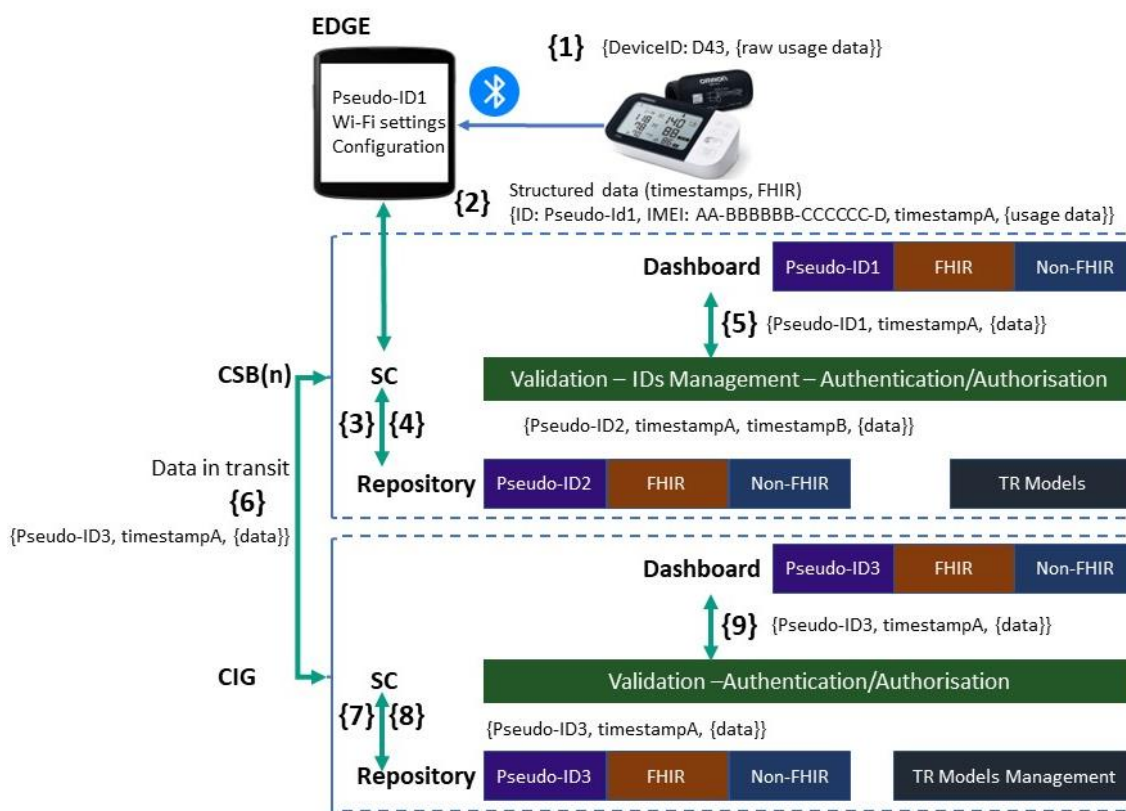 EDGE
{1} {DeviceID: D43, {raw usage data}}
Pseudo-ID1
Wi-Fi settings
Configuration
OMRON
140
88
{2} Structured data (timestamps, FHIR)
{ID: Pseudo-Id1, IMEI: AA-BBBBBB-CCCCCC-D, timestampA, {usage data}}
Dashboard Pseudo-ID1 FHIR Non-FHIR
{5} {Pseudo-ID1, timestampA, {data}}
CSB(n) SC Validation – IDs Management – Authentication/Authorisation
{3} {4} {Pseudo-ID2, timestampA, timestampB, {data}}
Data in transit
{6}
Repository Pseudo-ID2 FHIR Non-FHIR TR Models
{Pseudo-ID3, timestampA, {data}}
Dashboard Pseudo-ID3 FHIR Non-FHIR
{9} {Pseudo-ID3, timestampA, {data}}
CIG SC Validation –Authentication/Authorisation
{7} {8} {Pseudo-ID3, timestampA, {data}}
Repository Pseudo-ID3 FHIR Non-FHIR TR Models Management